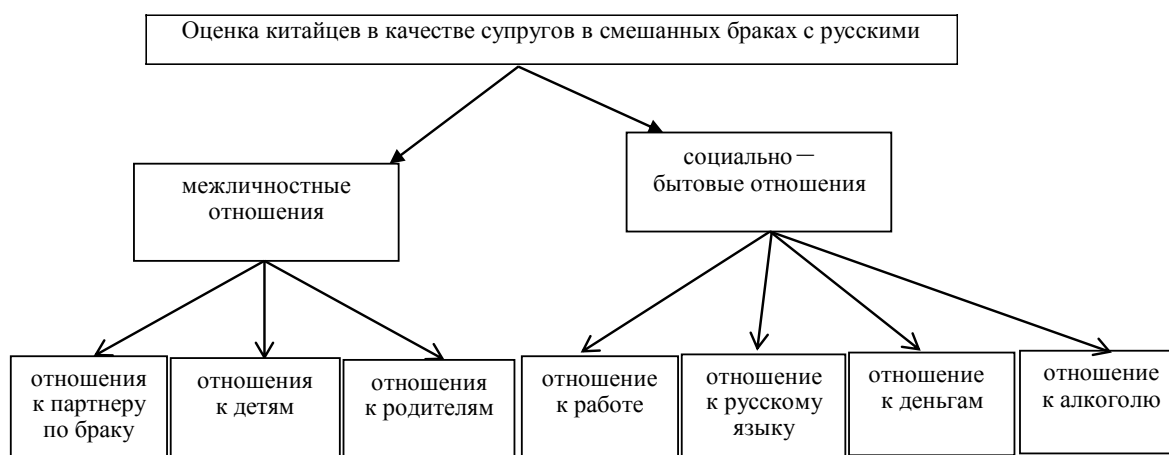 Оценка китайцев в качестве супругов в смешанных браках с русскими
межличностные
отношения
социально—
бытовые отношения
отношения
к партнеру
по браку
отношения
к детям
отношения
к родителям
отношение
к работе
отношение
к русскому
языку
отношение
к деньгам
отношение
к алкоголю